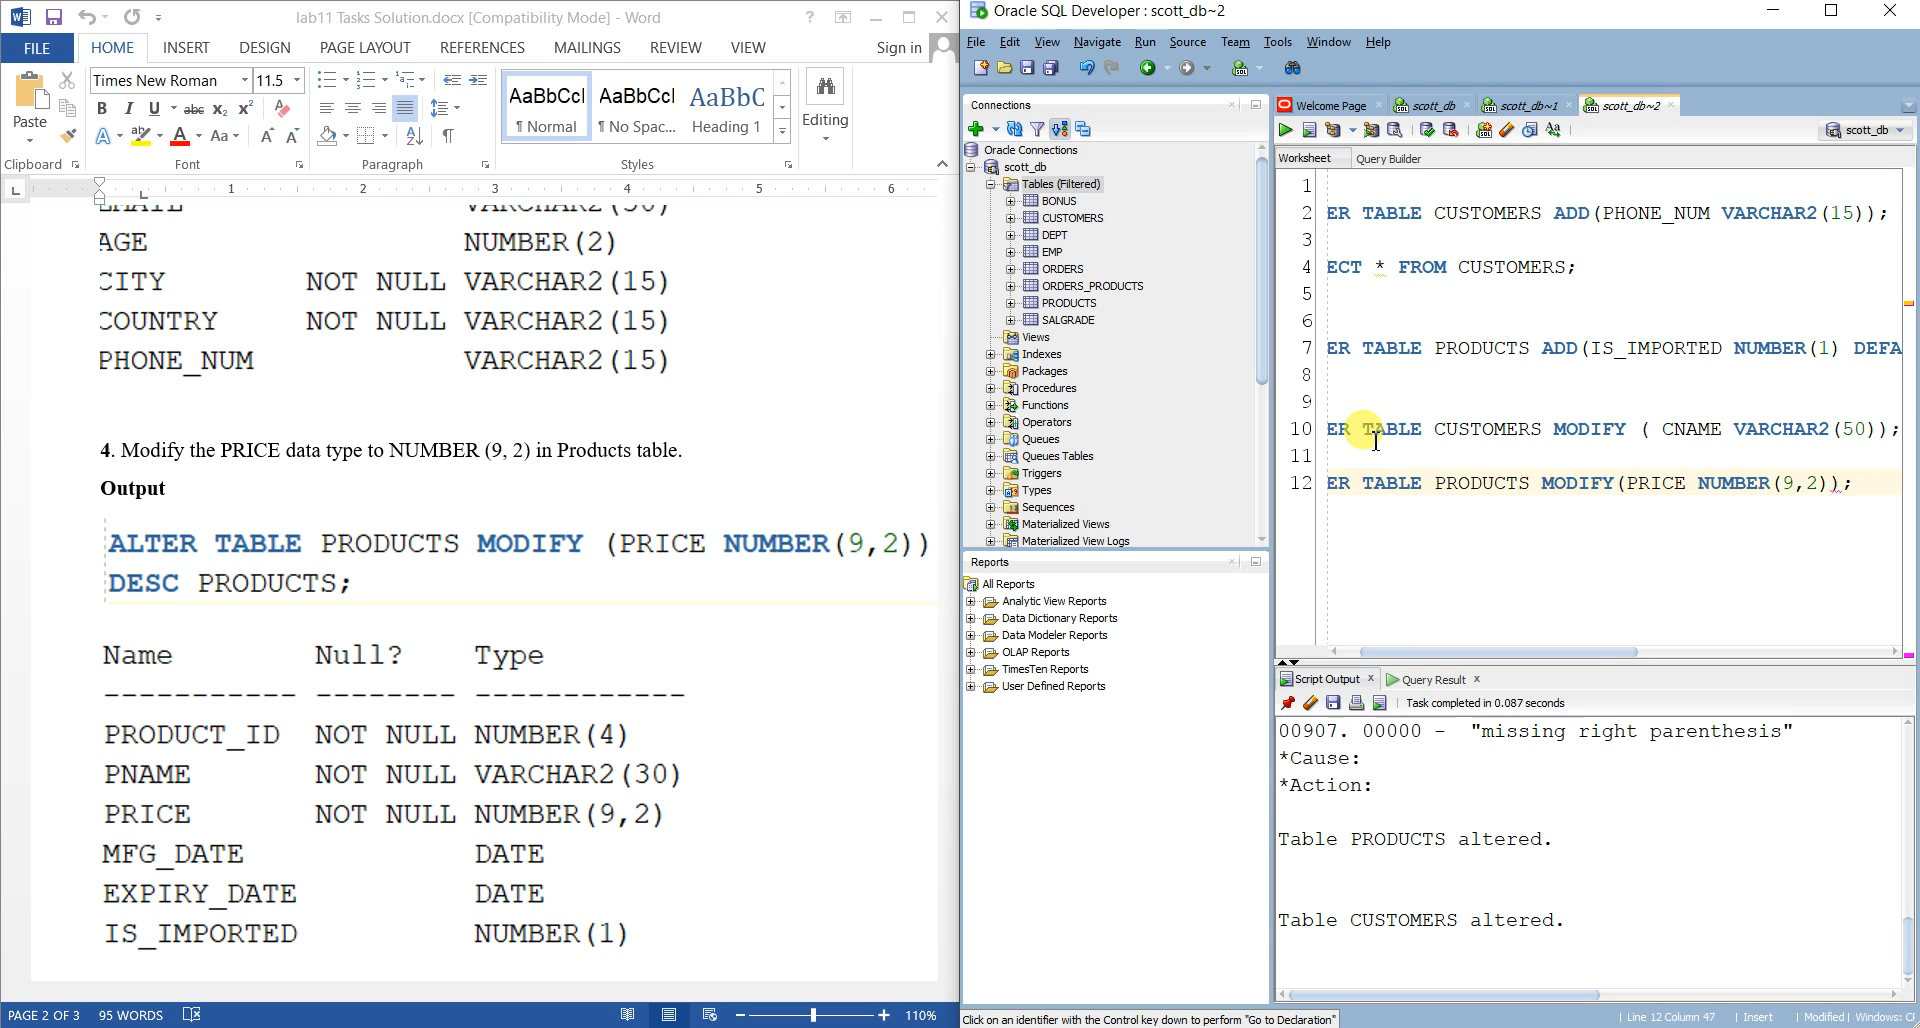 lab11 Tasks Solution.docx [Compatibility Mode] - Word
FILE HOME INSERT DESIGN PAGE LAYOUT REFERENCES MAILINGS REVIEW VIEW Sign in
Times New Roman 11.5
Paste
AaBbCcI AaBbCcI AaBbC
¶ Normal ¶ No Spac... Heading 1
Editing
Clipboard Font Paragraph Styles
1 2 3 4 5 6
AGE NUMBER(2)
CITY NOT NULL VARCHAR2(15)
COUNTRY NOT NULL VARCHAR2(15)
PHONE_NUM VARCHAR2(15)
4. Modify the PRICE data type to NUMBER (9, 2) in Products table.
Output
ALTER TABLE PRODUCTS MODIFY (PRICE NUMBER(9,2))
DESC PRODUCTS;
Name Null? Type
----------- -------- ------------
PRODUCT_ID NOT NULL NUMBER(4)
PNAME NOT NULL VARCHAR2(30)
PRICE NOT NULL NUMBER(9,2)
MFG_DATE DATE
EXPIRY_DATE DATE
IS_IMPORTED NUMBER(1)
PAGE 2 OF 3 95 WORDS 110%
Oracle SQL Developer : scott_db~2
File Edit View Navigate Run Source Team Tools Window Help
Connections
Oracle Connections
scott_db
Tables (Filtered)
BONUS
CUSTOMERS
DEPT
EMP
ORDERS
ORDERS_PRODUCTS
PRODUCTS
SALGRADE
Views
Indexes
Packages
Procedures
Functions
Operators
Queues
Queues Tables
Triggers
Types
Sequences
Materialized Views
Materialized View Logs
Reports
All Reports
Analytic View Reports
Data Dictionary Reports
Data Modeler Reports
OLAP Reports
TimesTen Reports
User Defined Reports
Welcome Page scott_db scott_db~1 scott_db~2
scott_db
Worksheet Query Builder
1
2 ER TABLE CUSTOMERS ADD(PHONE_NUM VARCHAR2(15));
3
4 ECT * FROM CUSTOMERS;
5
6
7 ER TABLE PRODUCTS ADD(IS_IMPORTED NUMBER(1) DEFA
8
9
10 ER TABLE CUSTOMERS MODIFY ( CNAME VARCHAR2(50));
11
12 ER TABLE PRODUCTS MODIFY(PRICE NUMBER(9,2));
Script Output Query Result
Task completed in 0.087 seconds
00907. 00000 - "missing right parenthesis"
*Cause:
*Action:
Table PRODUCTS altered.
Table CUSTOMERS altered.
Click on an identifier with the Control key down to perform "Go to Declaration"
Line 12 Column 47 Insert Modified Windows: